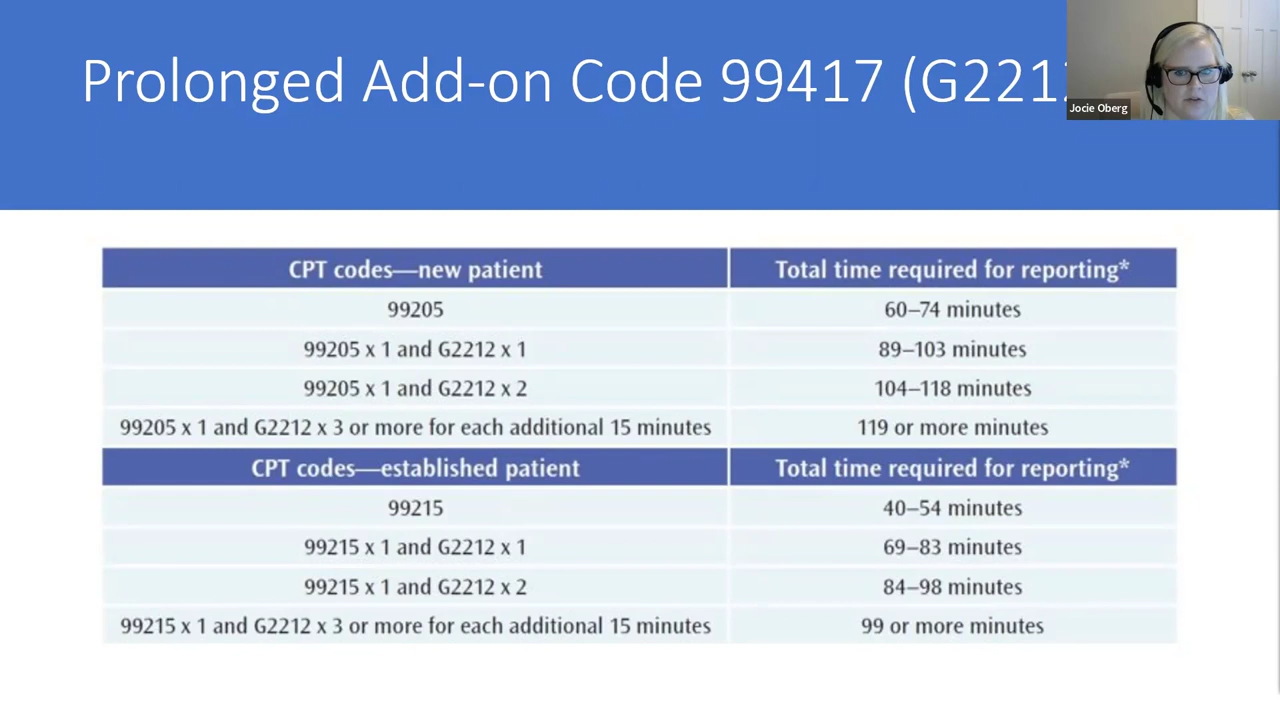 Prolonged Add-on Code 99417 (G221
Jocie Oberg
CPT codes—new patient Total time required for reporting*
99205 60–74 minutes
99205 x 1 and G2212 x 1 89–103 minutes
99205 x 1 and G2212 x 2 104–118 minutes
99205 x 1 and G2212 x 3 or more for each additional 15 minutes 119 or more minutes
CPT codes—established patient Total time required for reporting*
99215 40–54 minutes
99215 x 1 and G2212 x 1 69–83 minutes
99215 x 1 and G2212 x 2 84–98 minutes
99215 x 1 and G2212 x 3 or more for each additional 15 minutes 99 or more minutes